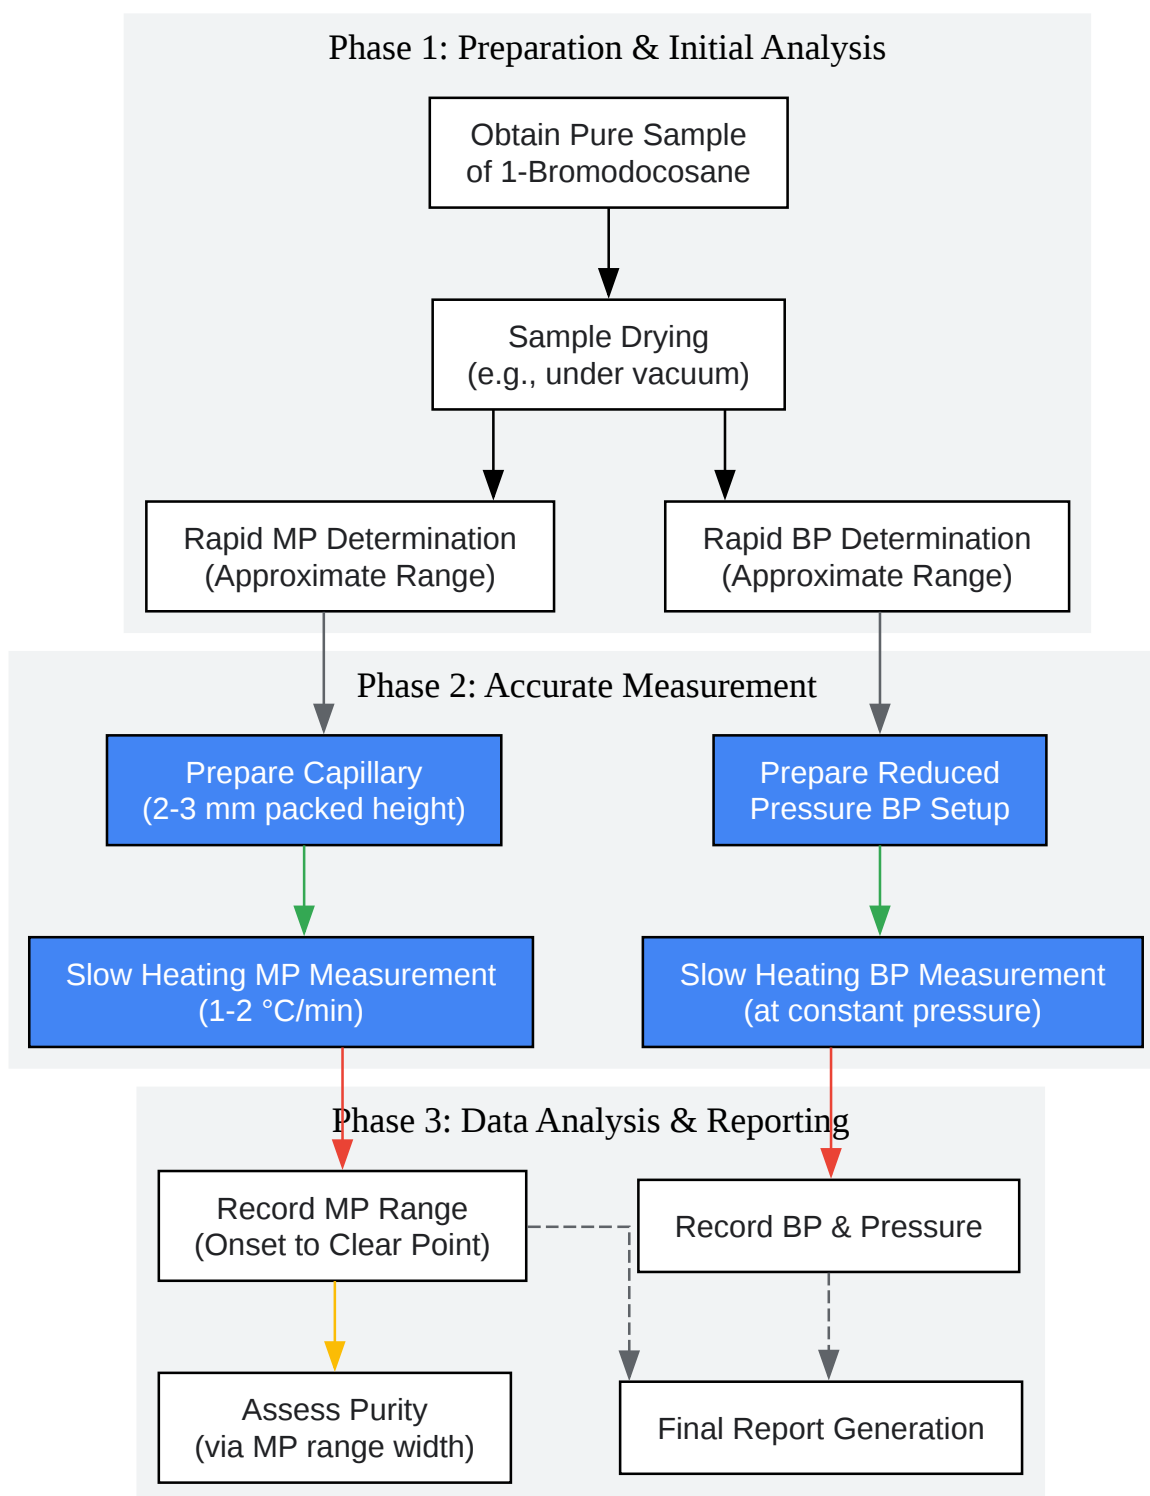 Phase 1: Preparation & Initial Analysis
Obtain Pure Sample
of 1-Bromodocosane
Sample Drying
(e.g., under vacuum)
Rapid MP Determination
(Approximate Range)
Rapid BP Determination
(Approximate Range)
Phase 2: Accurate Measurement
Prepare Capillary
(2-3 mm packed height)
Prepare Reduced
Pressure BP Setup
Slow Heating MP Measurement
(1-2 °C/min)
Slow Heating BP Measurement
(at constant pressure)
Phase 3: Data Analysis & Reporting
Record MP Range
(Onset to Clear Point)
Record BP & Pressure
Assess Purity
(via MP range width)
Final Report Generation